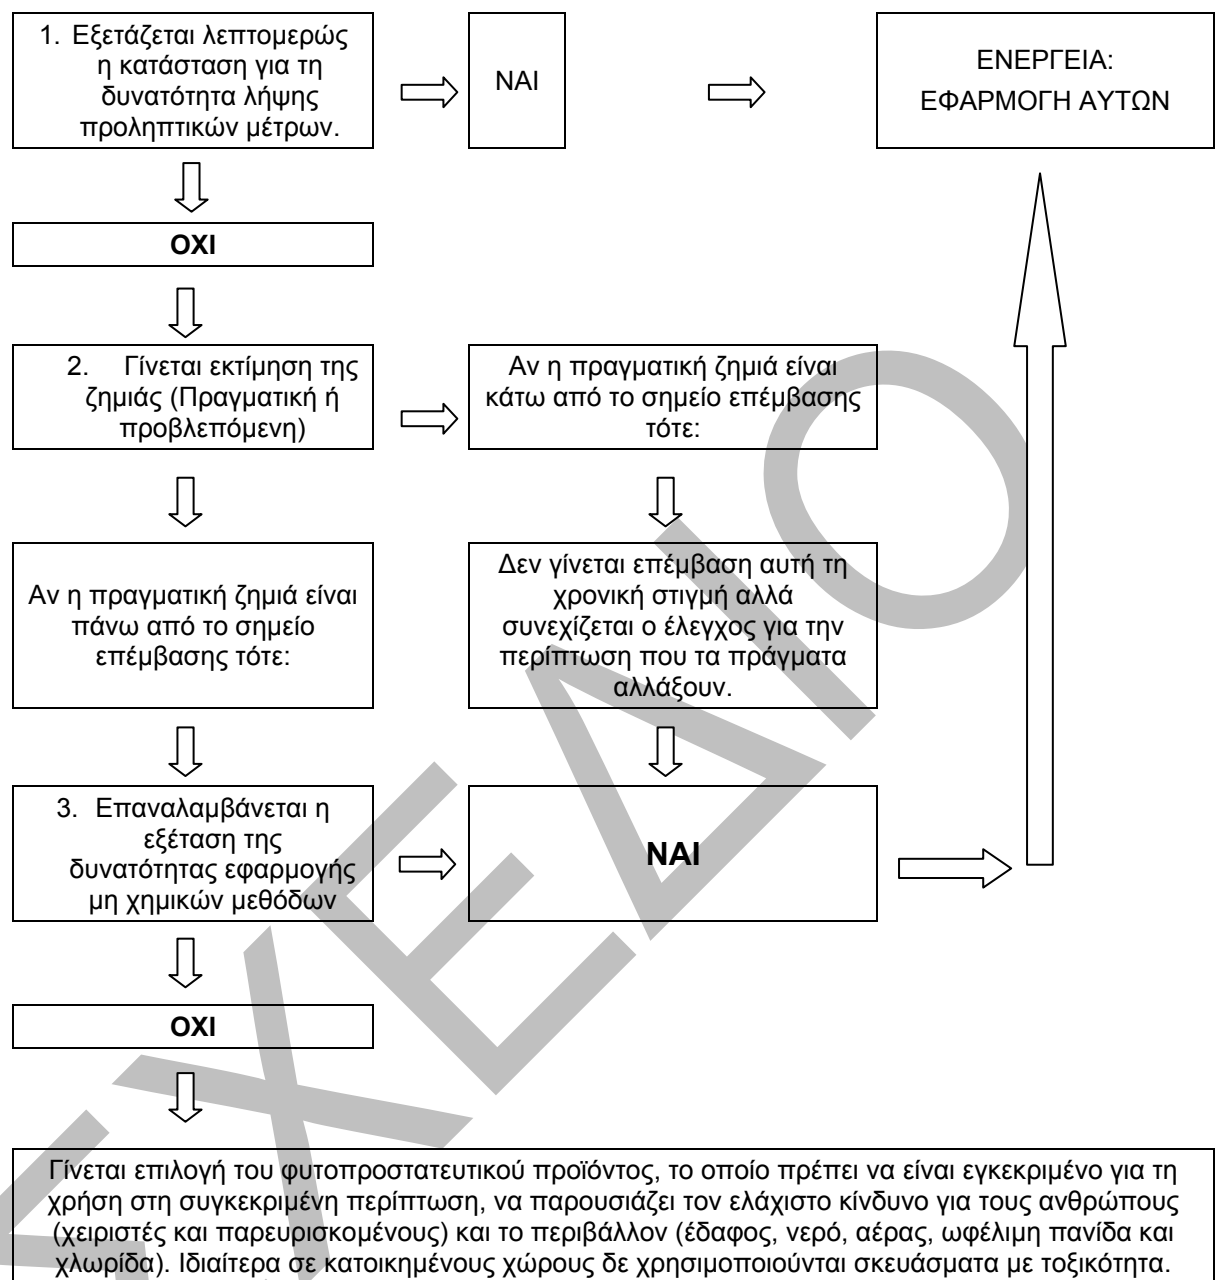 1. Εξετάζεται λεπτομερώς
η κατάσταση για τη
δυνατότητα λήψης
προληπτικών μέτρων.
ΝΑΙ
ΕΝΕΡΓΕΙΑ:
ΕΦΑΡΜΟΓΗ ΑΥΤΩΝ
ΟΧΙ
2. Γίνεται εκτίμηση της
ζημιάς (Πραγματική ή
προβλεπόμενη)
Αν η πραγματική ζημιά είναι
κάτω από το σημείο επέμβασης
τότε:
Αν η πραγματική ζημιά είναι
πάνω από το σημείο
επέμβασης τότε:
Δεν γίνεται επέμβαση αυτή τη
χρονική στιγμή αλλά
συνεχίζεται ο έλεγχος για την
περίπτωση που τα πράγματα
αλλάξουν.
3. Επαναλαμβάνεται η
εξέταση της
δυνατότητας εφαρμογής
μη χημικών μεθόδων
ΝΑΙ
ΟΧΙ
Γίνεται επιλογή του φυτοπροστατευτικού προϊόντος, το οποίο πρέπει να είναι εγκεκριμένο για τη
χρήση στη συγκεκριμένη περίπτωση, να παρουσιάζει τον ελάχιστο κίνδυνο για τους ανθρώπους
(χειριστές και παρευρισκομένους) και το περιβάλλον (έδαφος, νερό, αέρας, ωφέλιμη πανίδα και
χλωρίδα). Ιδιαίτερα σε κατοικημένους χώρους δε χρησιμοποιούνται σκευάσματα με τοξικότητα.
ΣΧΕΔΙΟ